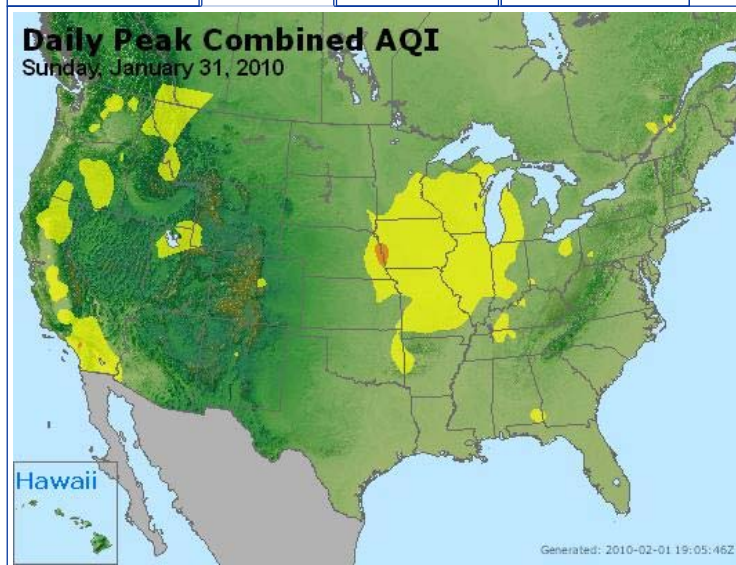 Daily Peak Combined AQI
Sunday, January 31, 2010
Hawaii
Generated: 2010-02-01 19:05:46Z